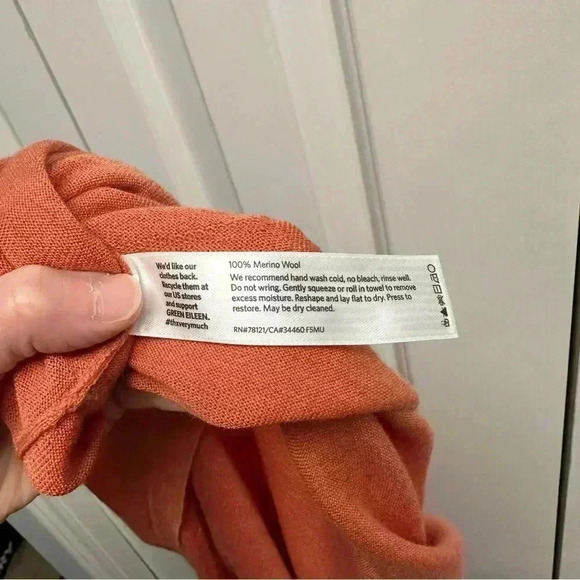 We'd like our
clothes back.
Recycle them at
our US stores
and support
GREEN EILEEN.
#thxverymuch
100% Merino Wool
We recommend hand wash cold, no bleach, rinse well.
Do not wring. Gently squeeze or roll in towel to remove
excess moisture. Reshape and lay flat to dry. Press to
restore. May be dry cleaned.
RN#78121/CA#34460 F5MU